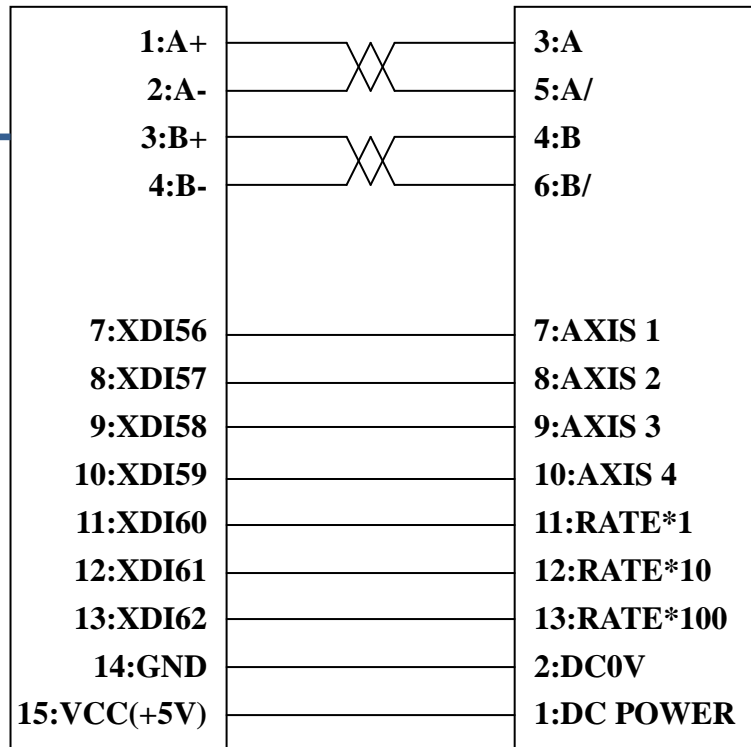 1:A+ 3:A
2:A- 5:A/
3:B+ 4:B
4:B- 6:B/
7:XDI56 7:AXIS 1
8:XDI57 8:AXIS 2
9:XDI58 9:AXIS 3
10:XDI59 10:AXIS 4
11:XDI60 11:RATE*1
12:XDI61 12:RATE*10
13:XDI62 13:RATE*100
14:GND 2:DC0V
15:VCC(+5V) 1:DC POWER